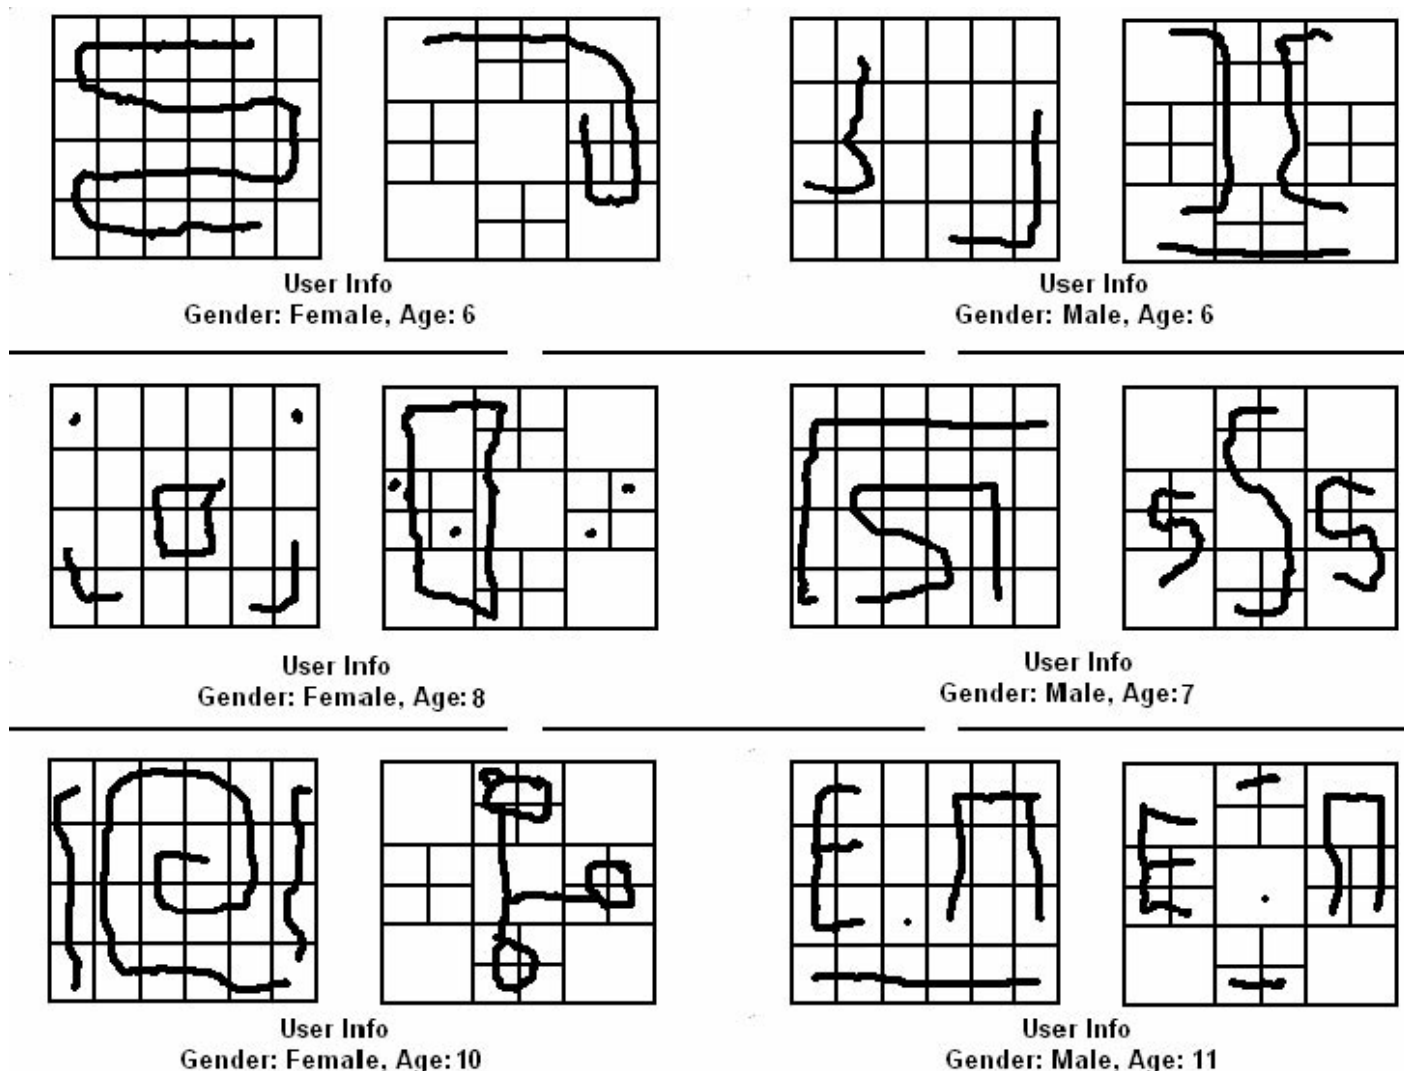 User Info
Gender: Female, Age: 6
User Info
Gender: Male, Age: 6
User Info
Gender: Female, Age: 8
User Info
Gender: Male, Age:7
User Info
Gender: Female, Age: 10
User Info
Gender: Male, Age: 11